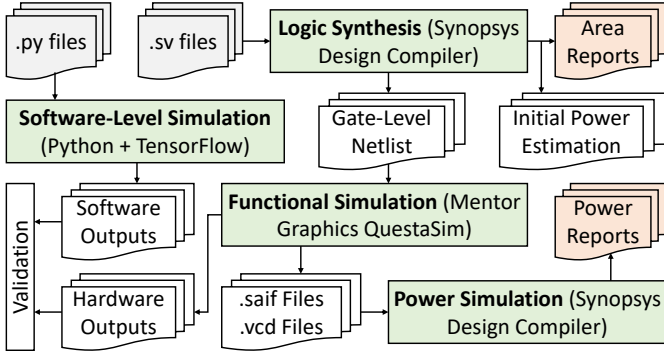 .py files
.sv files
Logic Synthesis (Synopsys
Design Compiler)
Area
Reports
Software-Level Simulation
(Python + TensorFlow)
Gate-Level
Netlist
Initial Power
Estimation
Validation
Software
Outputs
Functional Simulation (Mentor
Graphics QuestaSim)
Power
Reports
Hardware
Outputs
.saif Files
.vcd Files
Power Simulation (Synopsys
Design Compiler)